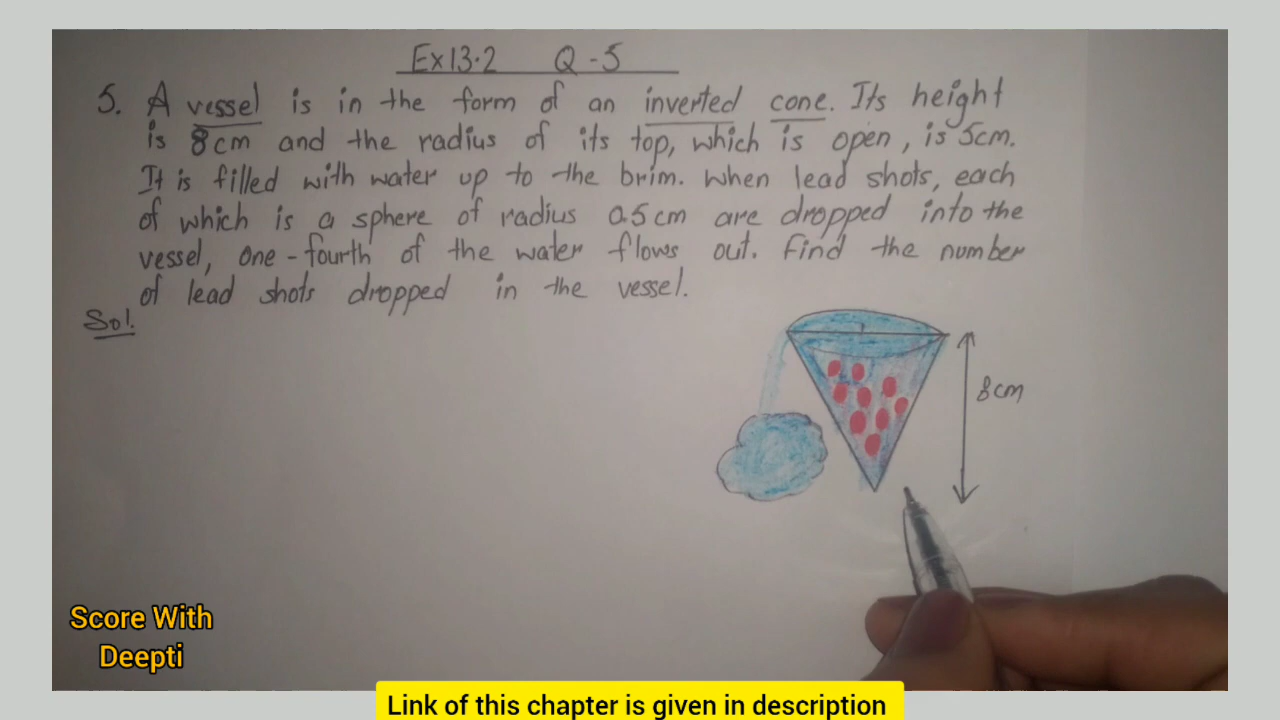 Ex13.2 Q-5
5. A vessel is in the form of an inverted cone. Its height
is 8cm and the radius of its top, which is open, is 5cm.
It is filled with water up to the brim. When lead shots, each
of which is a sphere of radius 0.5cm are dropped into the
vessel, one-fourth of the water flows out. Find the number
of lead shots dropped in the vessel.
Sol.
8cm
Score With
Deepti
Link of this chapter is given in description